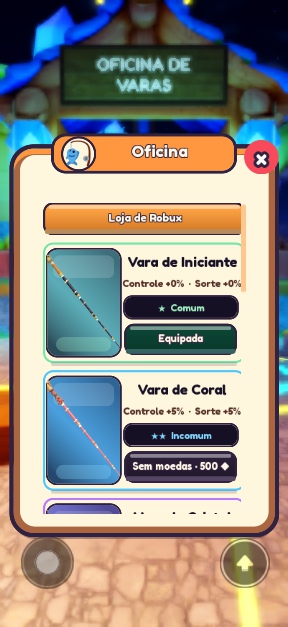 OFICINA DE
VARAS
Oficina
Loja de Robux
Vara de Iniciante
Controle +0% · Sorte +0%
★ Comum
Equipada
Vara de Coral
Controle +5% · Sorte +5%
★★ Incomum
Sem moedas · 500 ◆